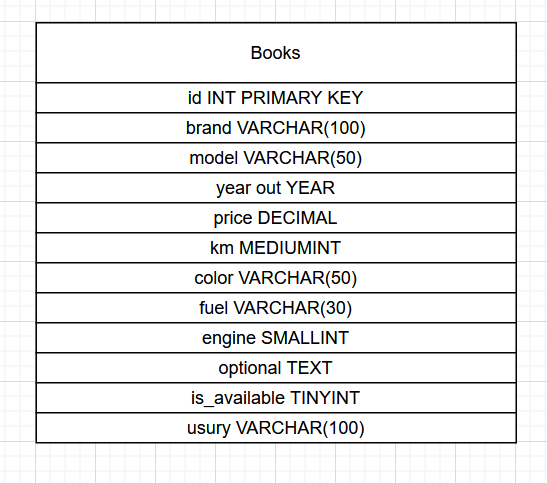 Books
id INT PRIMARY KEY
brand VARCHAR(100)
model VARCHAR(50)
year out YEAR
price DECIMAL
km MEDIUMINT
color VARCHAR(50)
fuel VARCHAR(30)
engine SMALLINT
optional TEXT
is_available TINYINT
usury VARCHAR(100)